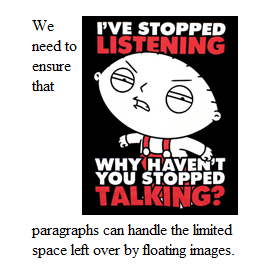 We
need to
ensure
that
I'VE STOPPED
LISTENING
WHY HAVEN'T
YOU STOPPED
TALKING?
paragraphs can handle the limited
space left over by floating images.